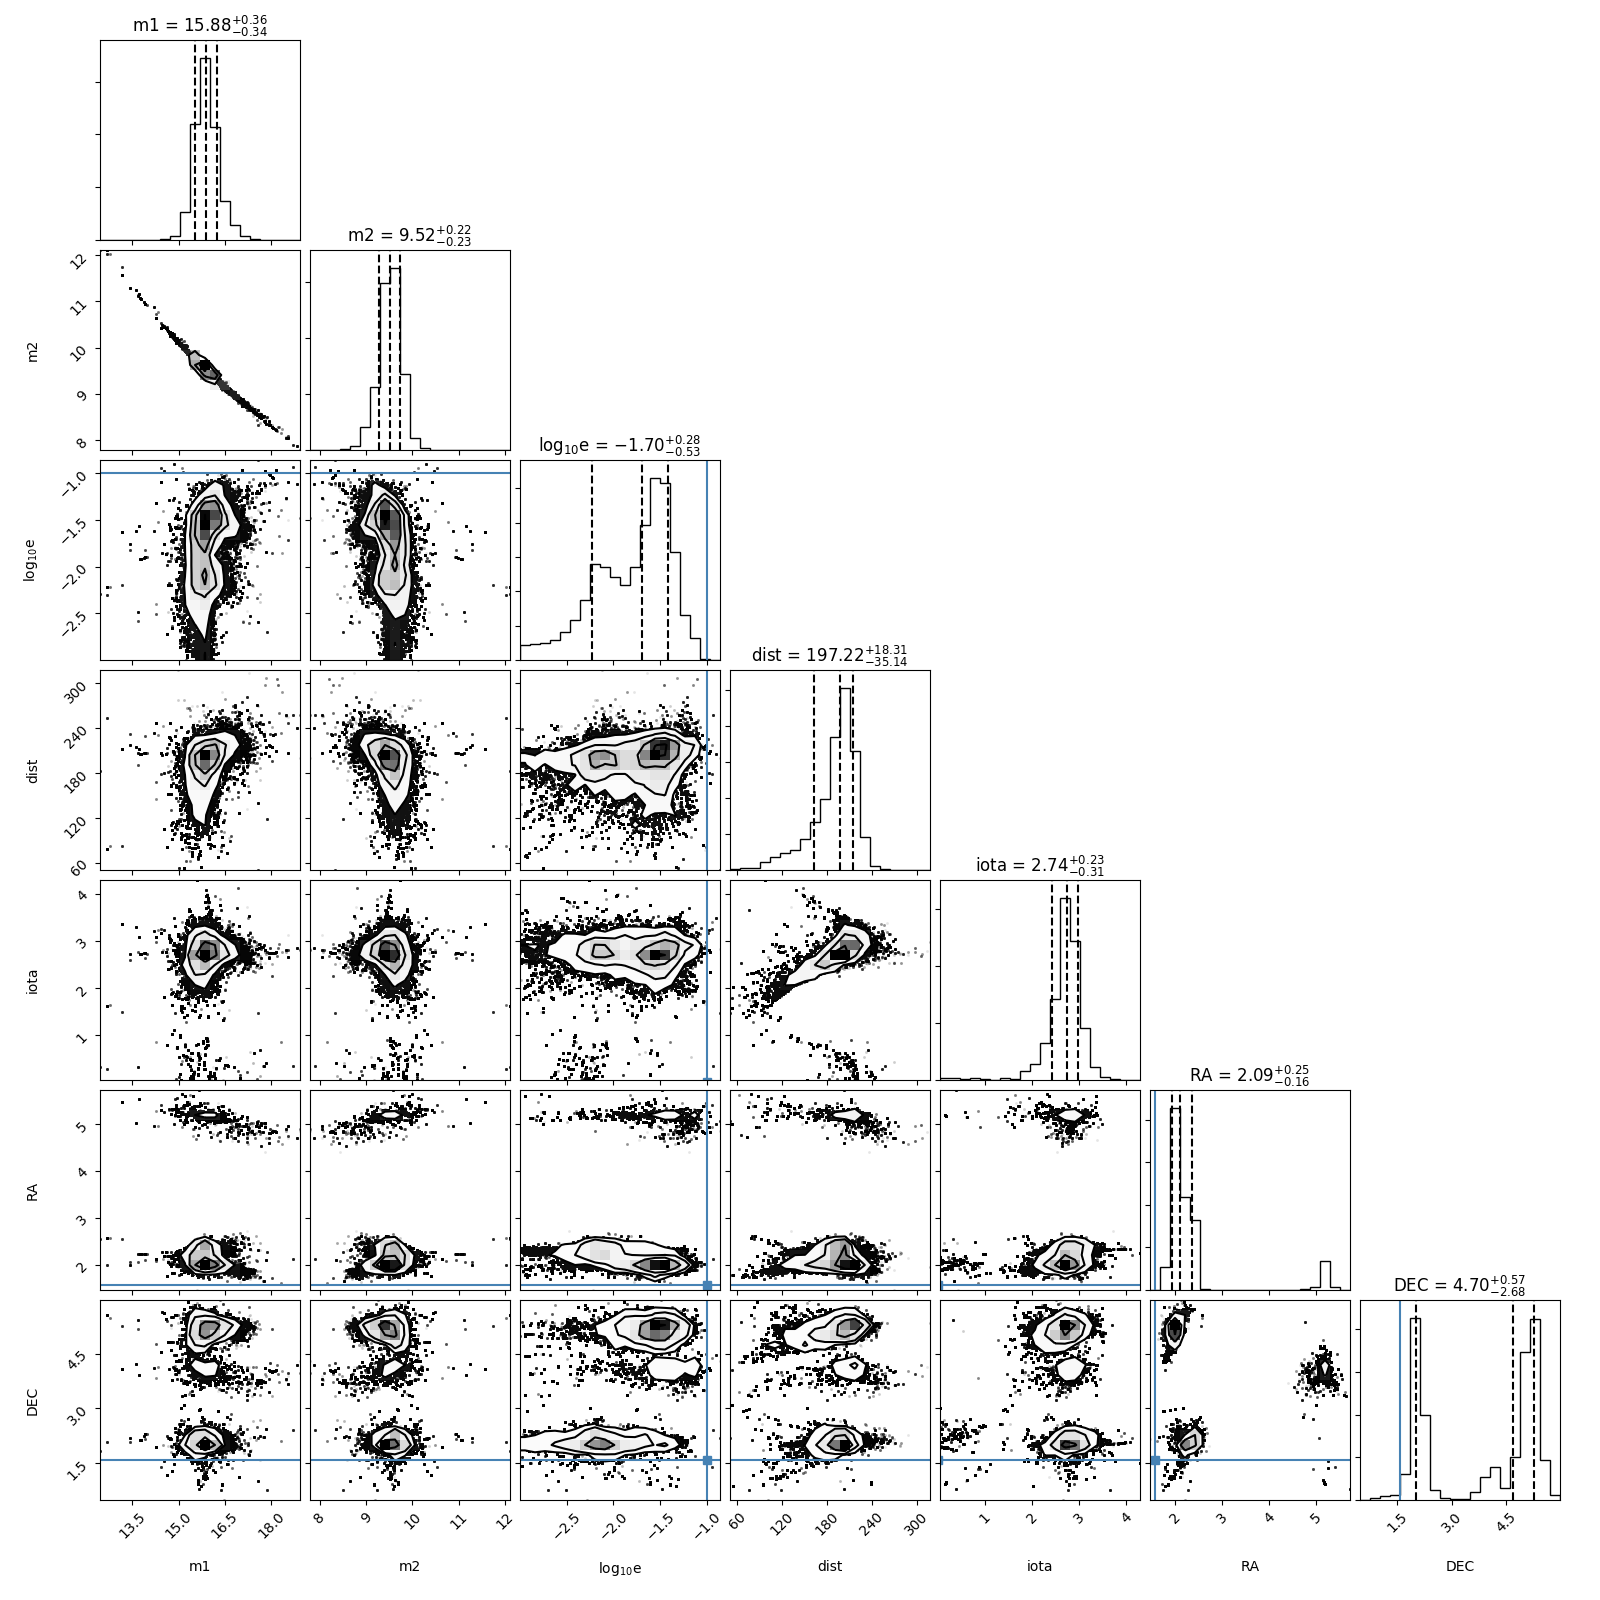 m1 = 15.88+0.36−0.34
m2 = 9.52+0.22−0.23
log10e = −1.70+0.28−0.53
dist = 197.22+18.31−35.14
iota = 2.74+0.23−0.31
RA = 2.09+0.25−0.16
DEC = 4.70+0.57−2.68
m2
12
11
10
9
8
log10e
−1.0
−1.5
−2.0
−2.5
dist
300
240
180
120
60
iota
4
3
2
1
RA
5
4
3
2
DEC
4.5
3.0
1.5
13.5 15.0 16.5 18.0
8 9 10 11 12
−2.5 −2.0 −1.5 −1.0
60 120 180 240 300
1 2 3 4
2 3 4 5
1.5 3.0 4.5
m1 m2 log10e dist iota RA DEC